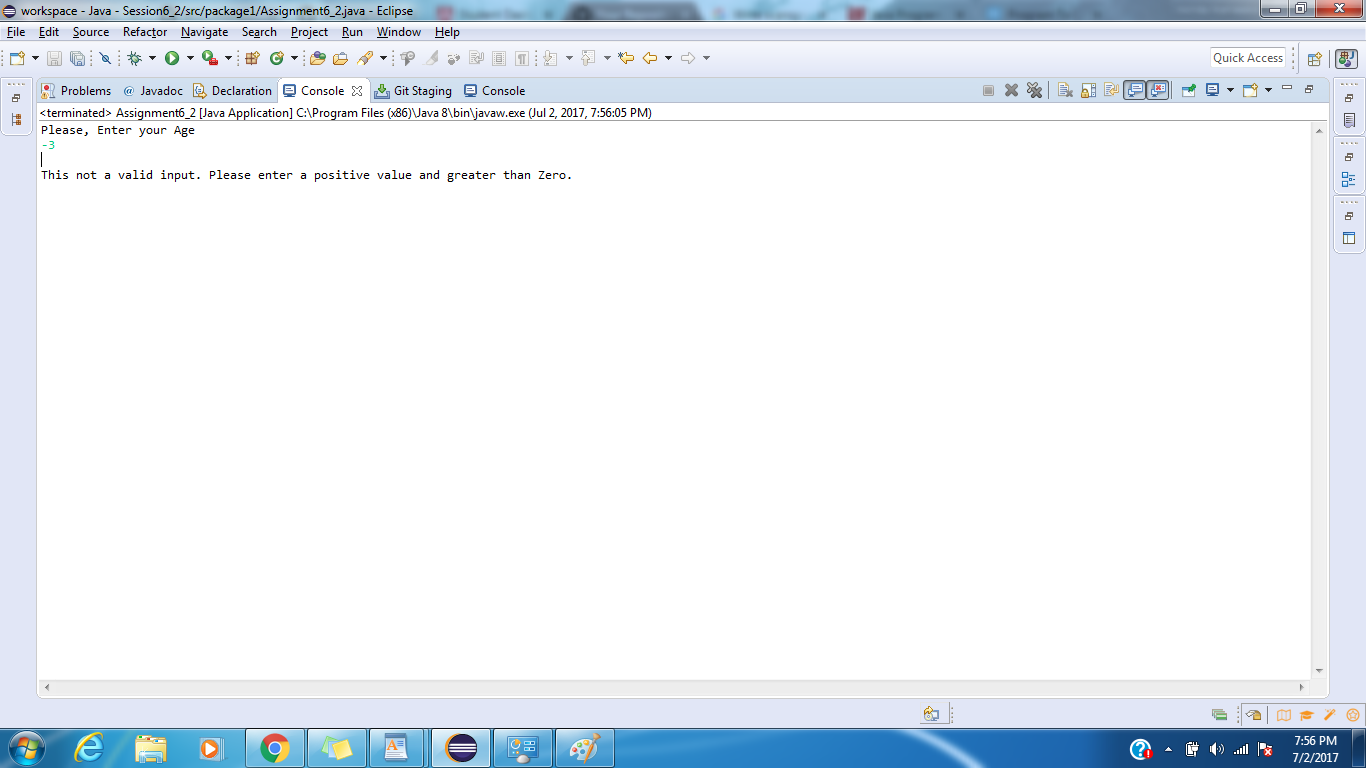 workspace - Java - Session6_2/src/package1/Assignment6_2.java - Eclipse
File Edit Source Refactor Navigate Search Project Run Window Help
Quick Access
Problems @ Javadoc Declaration Console Git Staging Console
<terminated> Assignment6_2 [Java Application] C:\Program Files (x86)\Java 8\bin\javaw.exe (Jul 2, 2017, 7:56:05 PM)
Please, Enter your Age
-3
This not a valid input. Please enter a positive value and greater than Zero.
7:56 PM
7/2/2017